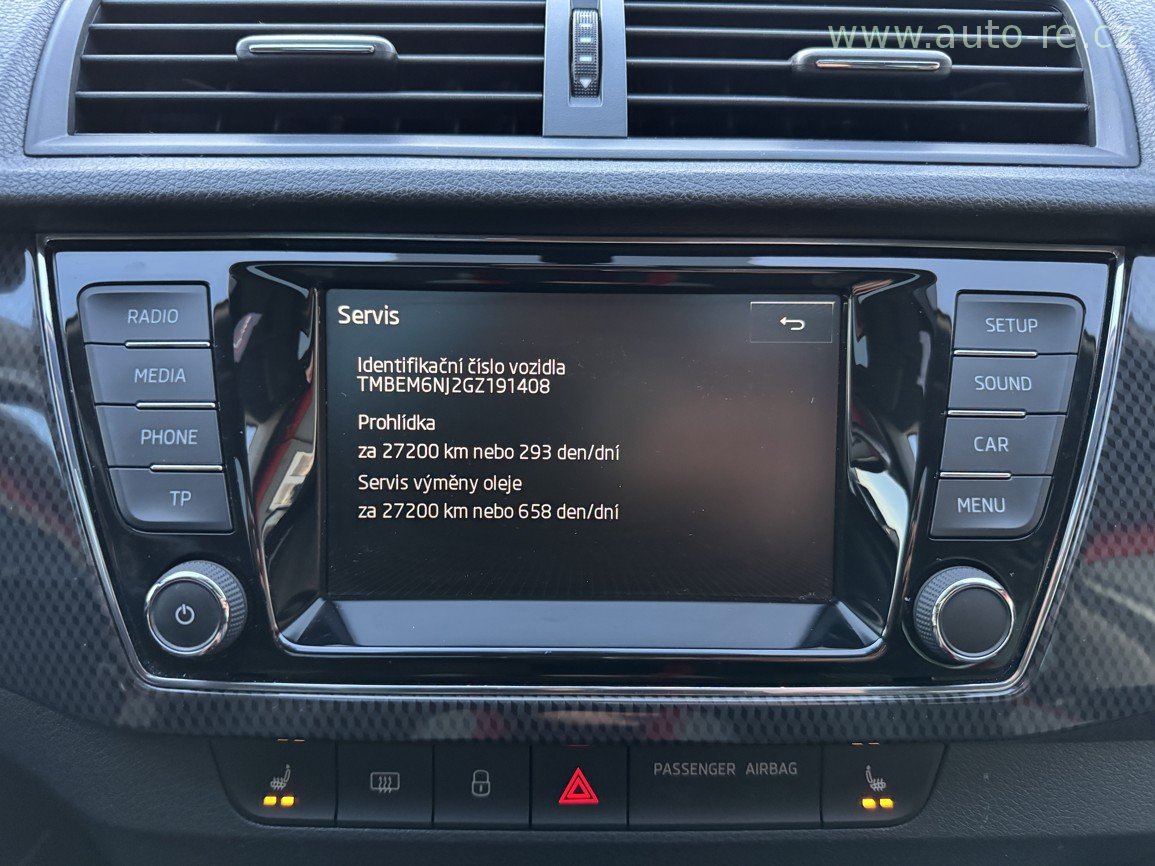 www.auto-re.cz
RADIO
MEDIA
PHONE
TP
Servis
Identifikační číslo vozidla
TMBEM6NJ2GZ191408
Prohlídka
za 27200 km nebo 293 den/dní
Servis výměny oleje
za 27200 km nebo 658 den/dní
SETUP
SOUND
CAR
MENU
PASSENGER AIRBAG